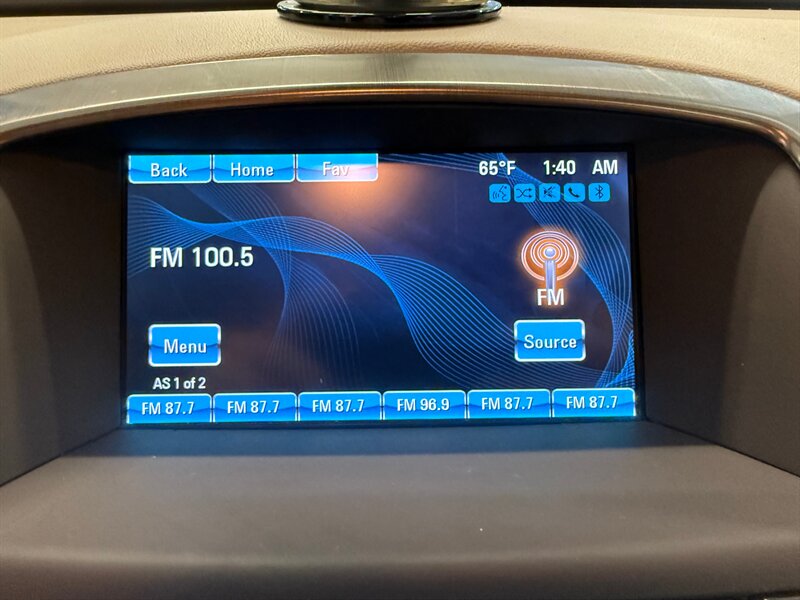 Back Home Fav 65°F 1:40 AM
FM 100.5
FM
Menu Source
AS 1 of 2
FM 87.7 FM 87.7 FM 87.7 FM 96.9 FM 87.7 FM 87.7